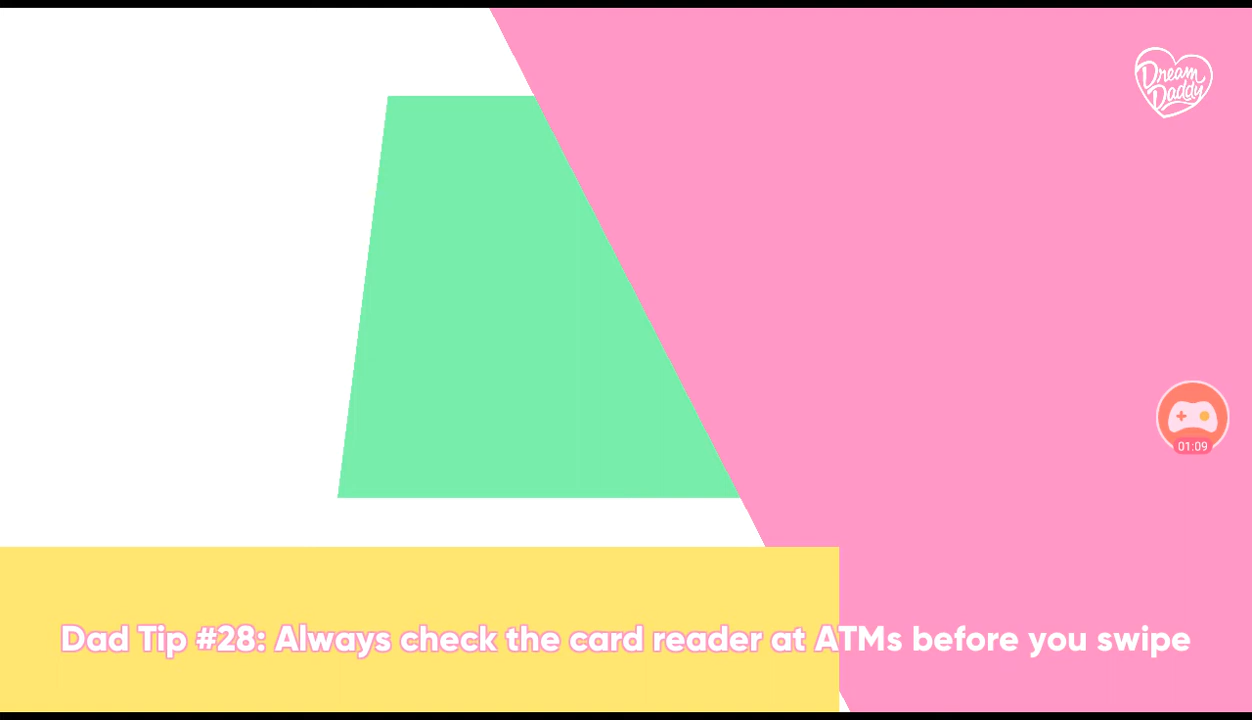 Dream
Daddy
01:09
Dad Tip #28: Always check the card reader at ATMs before you swipe